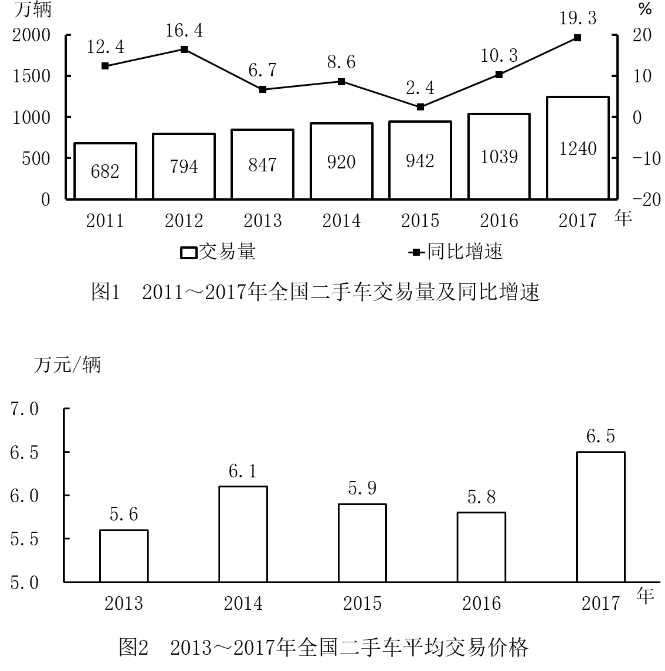 万辆 %
2000 20
1500 10
1000 0
500 -10
0 -20
12.4 16.4 6.7 8.6 2.4 10.3 19.3
682 794 847 920 942 1039 1240
2011 2012 2013 2014 2015 2016 2017 年
交易量 同比增速
图1 2011～2017年全国二手车交易量及同比增速
万元/辆
7.0
6.5
6.0
5.5
5.0
5.6 6.1 5.9 5.8 6.5
2013 2014 2015 2016 2017 年
图2 2013～2017年全国二手车平均交易价格